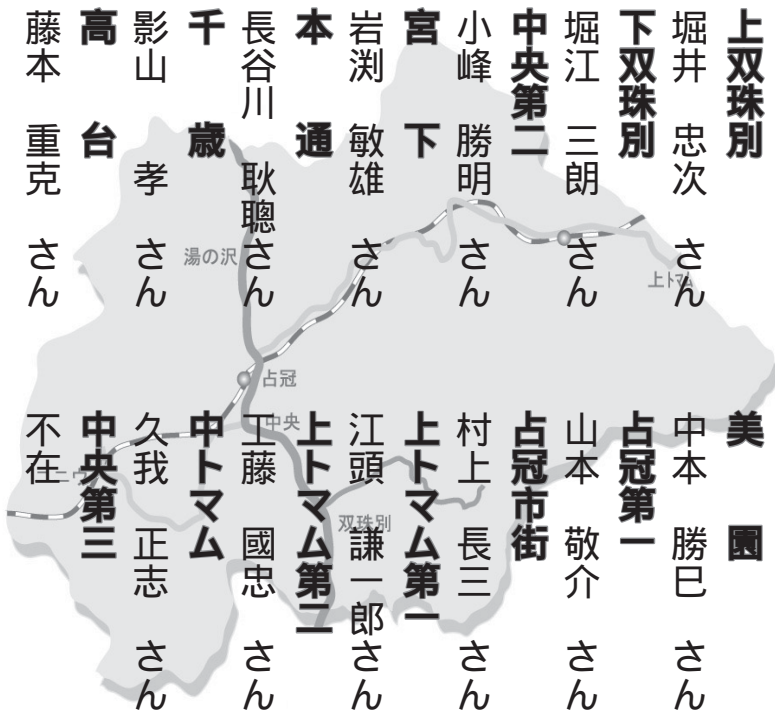 上双珠別
堀井 忠次 さん
下双珠別
堀江 三朗 さん
中央第二
小峰 勝明 さん
宮下
岩渕 敏雄 さん
本通
長谷川 耿聰 さん
千歳
影山 孝 さん
高台
藤本 重克 さん
美園
中本 勝巳 さん
占冠第一
山本 敬介 さん
占冠市街
村上 長三 さん
上トマム第一
江頭 謙一郎 さん
上トマム第二
工藤 國忠 さん
中トマム
久我 正志 さん
中央第三
不在
湯の沢
上トマム
占冠
中央
双珠別